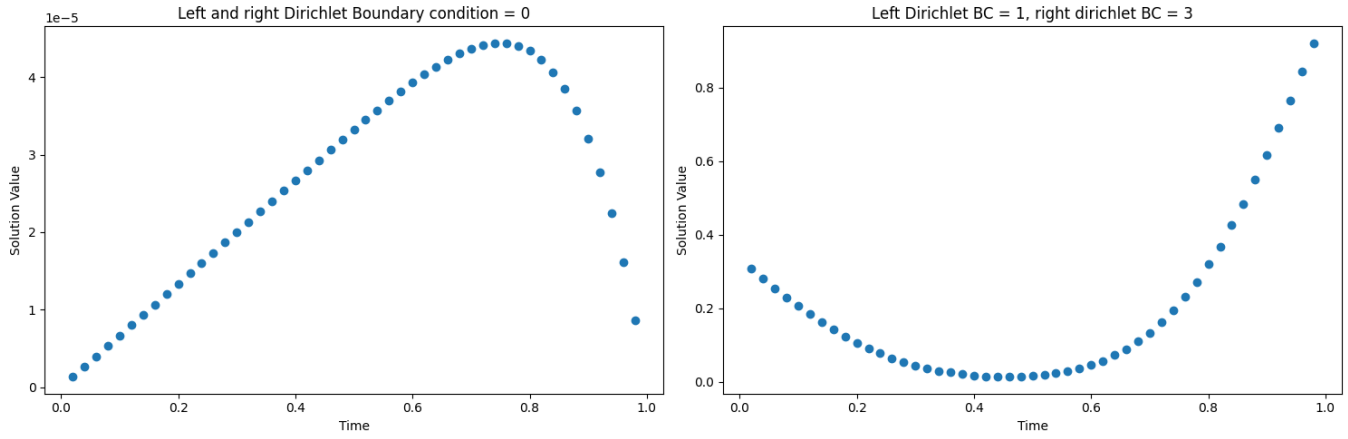 Left and right Dirichlet Boundary condition = 0
1e−5
4
3
2
1
0
Solution Value
0.0 0.2 0.4 0.6 0.8 1.0
Time
Left Dirichlet BC = 1, right dirichlet BC = 3
0.8
0.6
0.4
0.2
0.0
Solution Value
0.0 0.2 0.4 0.6 0.8 1.0
Time